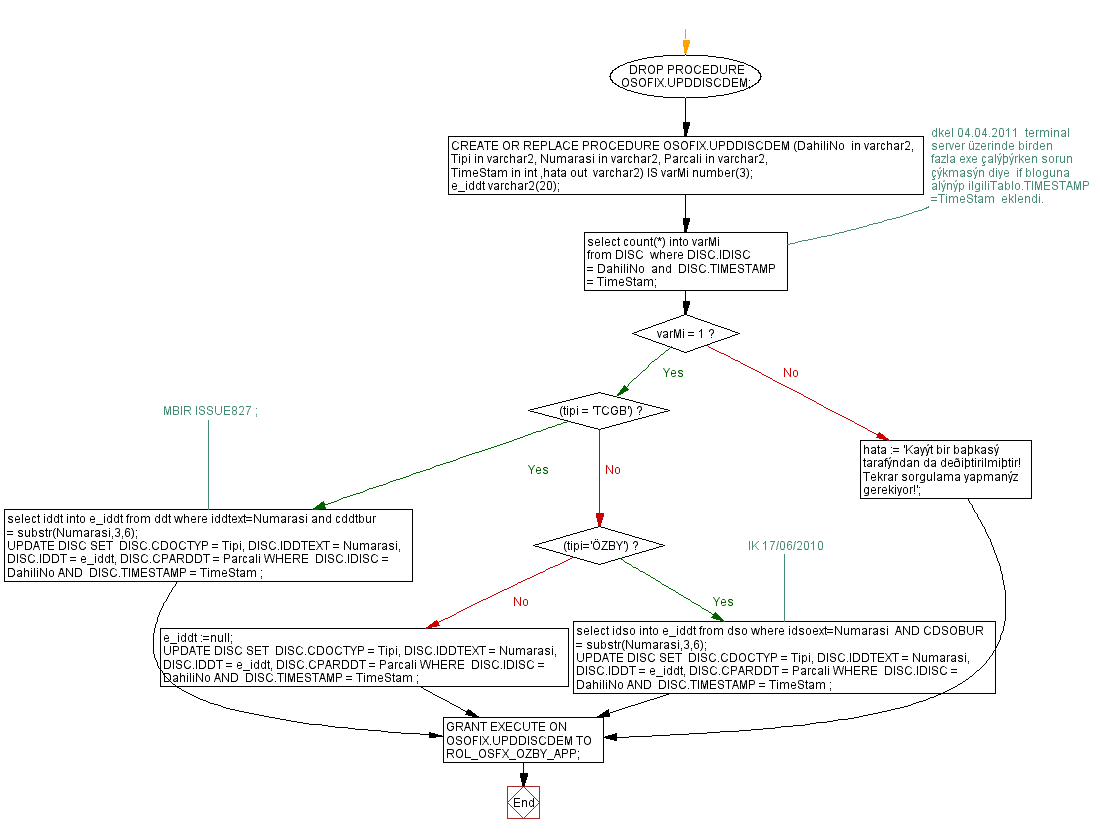 DROP PROCEDURE
OSOFIX.UPDDISCDEM;
CREATE OR REPLACE PROCEDURE OSOFIX.UPDDISCDEM (DahiliNo in varchar2,
Tipi in varchar2, Numarasi in varchar2, Parcali in varchar2,
TimeStam in int ,hata out varchar2) IS varMi number(3);
e_iddt varchar2(20);
dkel 04.04.2011 terminal
server üzerinde birden
fazla exe çalýþýrken sorun
çýkmasýn diye if bloguna
alýnýp ilgiliTablo.TIMESTAMP
=TimeStam eklendi.
select count(*) into varMi
from DISC where DISC.IDISC
= DahiliNo and DISC.TIMESTAMP
= TimeStam;
varMi = 1 ?
Yes
No
(tipi = 'TCGB') ?
MBIR ISSUE827 ;
hata := 'Kayýt bir baþkasý
tarafýndan da deðiþtirilmiþtir!
Tekrar sorgulama yapmanýz
gerekiyor!';
Yes
No
select iddt into e_iddt from ddt where iddtext=Numarasi and cddtbur
= substr(Numarasi,3,6);
UPDATE DISC SET DISC.CDOCTYP = Tipi, DISC.IDDTEXT = Numarasi,
DISC.IDDT = e_iddt, DISC.CPARDDT = Parcali WHERE DISC.IDISC =
DahiliNo AND DISC.TIMESTAMP = TimeStam ;
(tipi='ÖZBY') ?
IK 17/06/2010
No
Yes
e_iddt :=null;
UPDATE DISC SET DISC.CDOCTYP = Tipi, DISC.IDDTEXT = Numarasi,
DISC.IDDT = e_iddt, DISC.CPARDDT = Parcali WHERE DISC.IDISC =
DahiliNo AND DISC.TIMESTAMP = TimeStam ;
select idso into e_iddt from dso where idsoext=Numarasi AND CDSOBUR
= substr(Numarasi,3,6);
UPDATE DISC SET DISC.CDOCTYP = Tipi, DISC.IDDTEXT = Numarasi,
DISC.IDDT = e_iddt, DISC.CPARDDT = Parcali WHERE DISC.IDISC =
DahiliNo AND DISC.TIMESTAMP = TimeStam ;
GRANT EXECUTE ON
OSOFIX.UPDDISCDEM TO
ROL_OSFX_OZBY_APP;
End